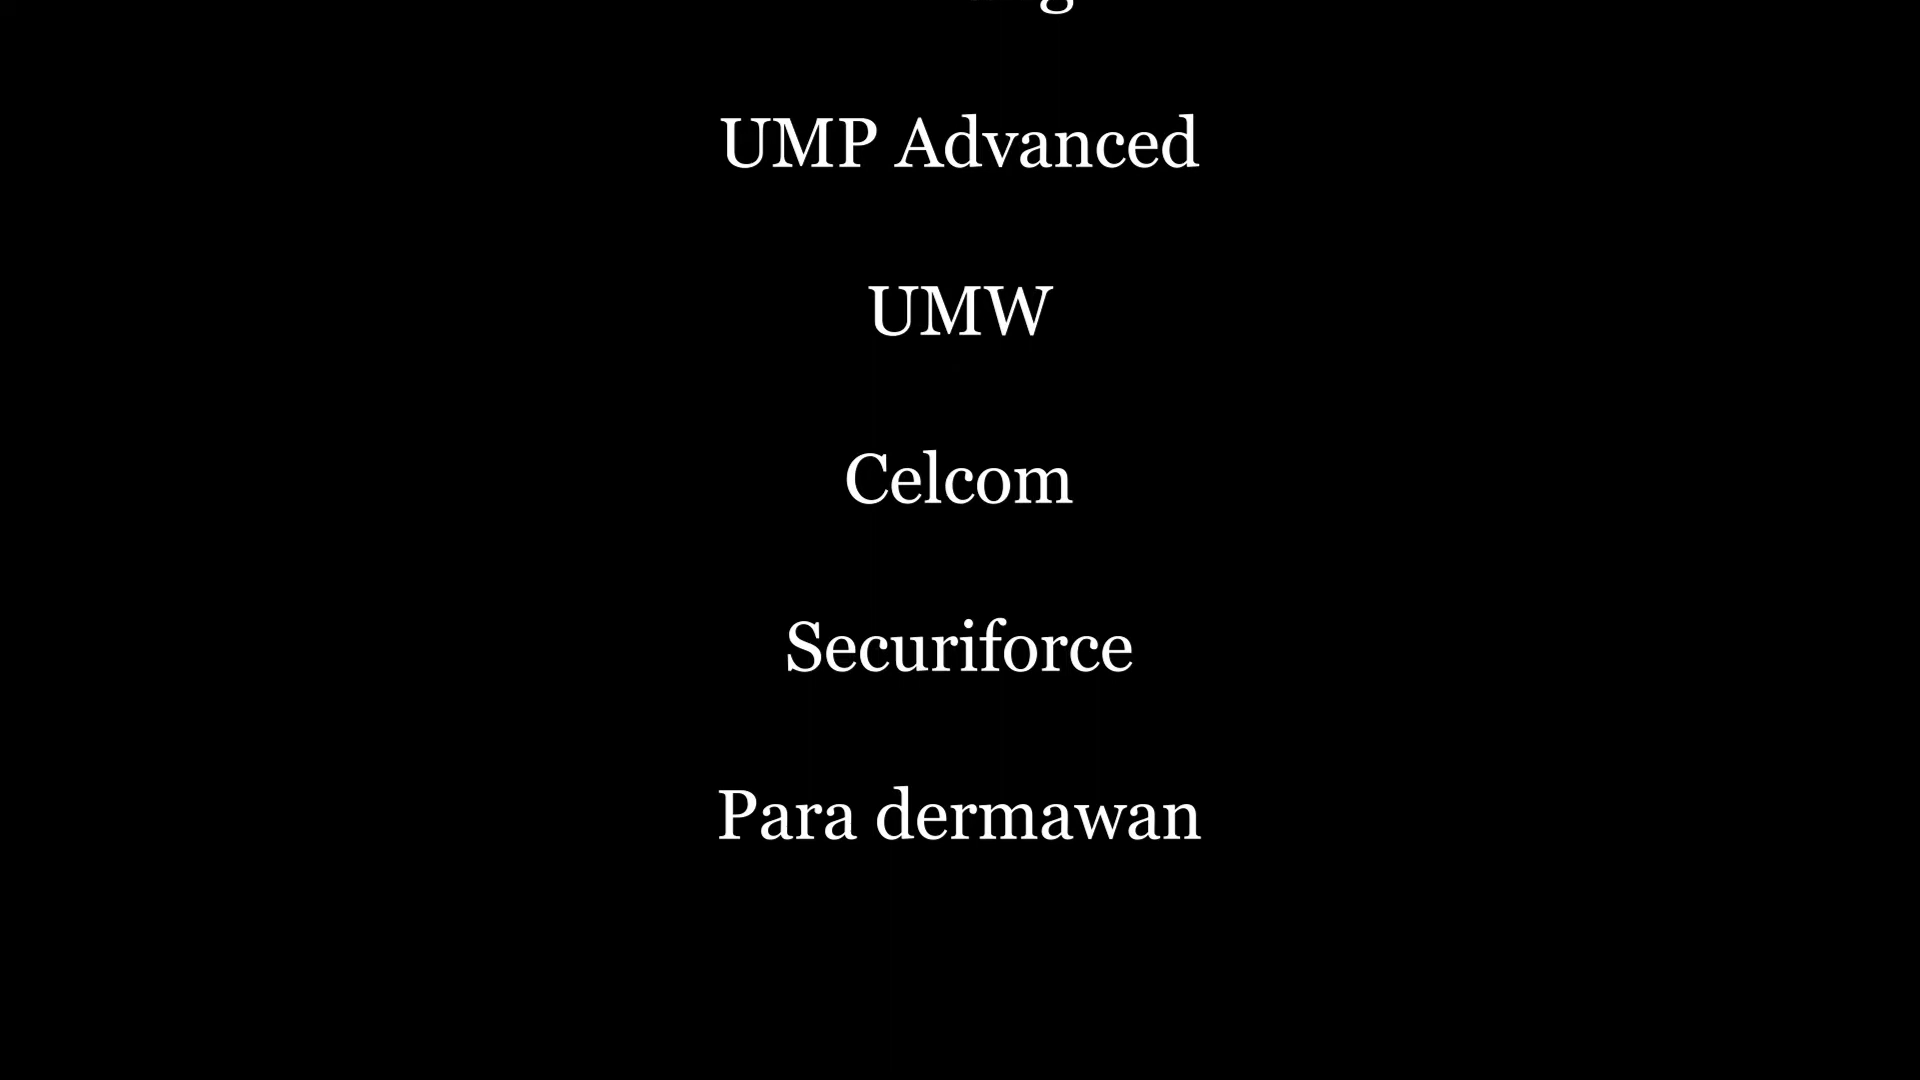 UMP Advanced
UMW
Celcom
Securiforce
Para dermawan